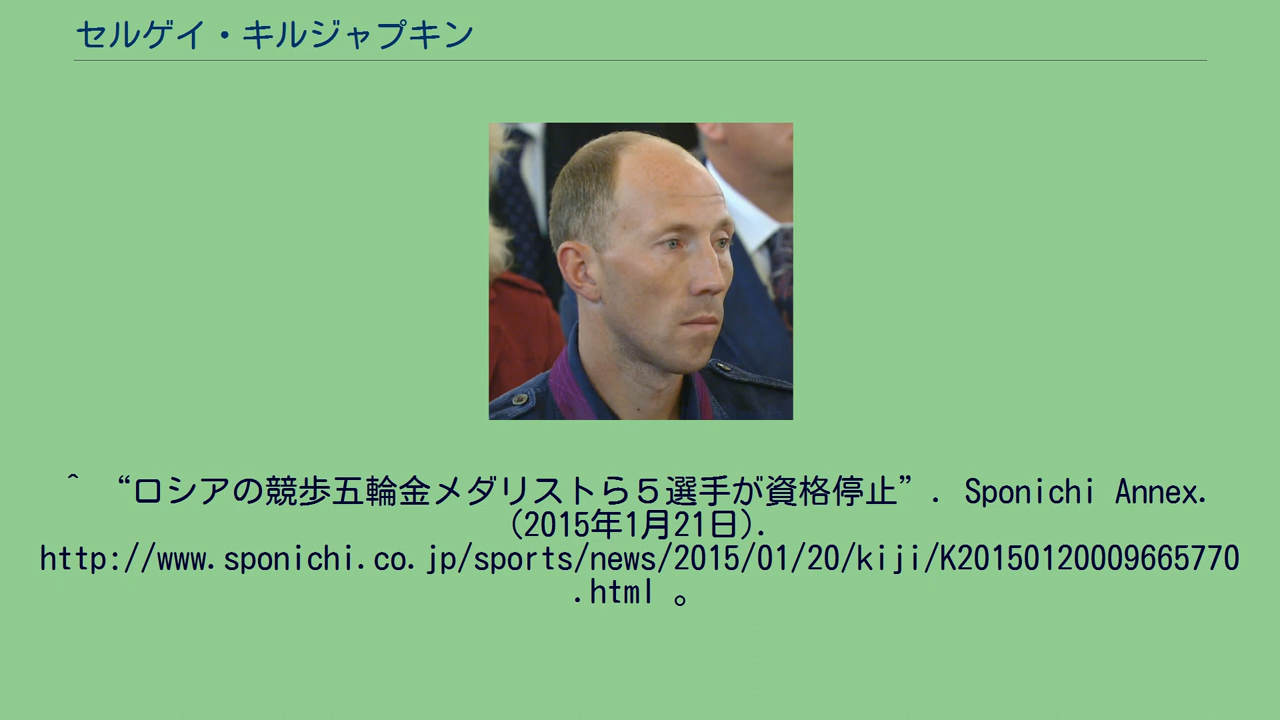 セルゲイ・キルジャプキン
^ “ロシアの競歩五輪金メダリストら５選手が資格停止”. Sponichi Annex.
(2015年1月21日).
http://www.sponichi.co.jp/sports/news/2015/01/20/kiji/K20150120009665770
.html 。